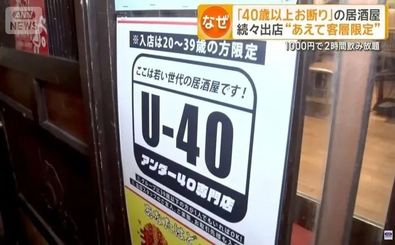 ANN
NEWS
なぜ
「40歳以上お断り」の居酒屋
続々出店“あえて客層限定”
1000円で2時間飲み放題
※入店は20～39歳の方限定
ここは若い世代の居酒屋です!
U-40
アンダー40専門店